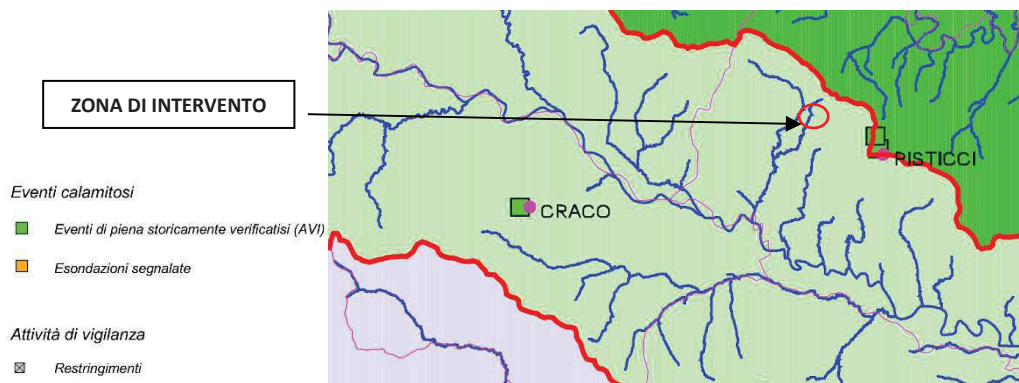 ZONA DI INTERVENTO
Eventi calamitosi
Eventi di piena storicamente verificatisi (AVI)
Esondazioni segnalate
Attività di vigilanza
Restringimenti
CRACO
PISTICCI